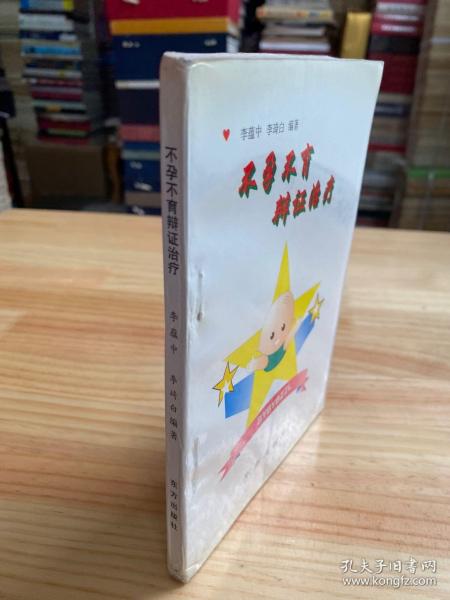 不孕不育辩证治疗
李蕴中 李琦白编著
东方出版社
李蕴中 李琦白 编著
不孕不育
辩证治疗
孔夫子旧书网
www.kongfz.com